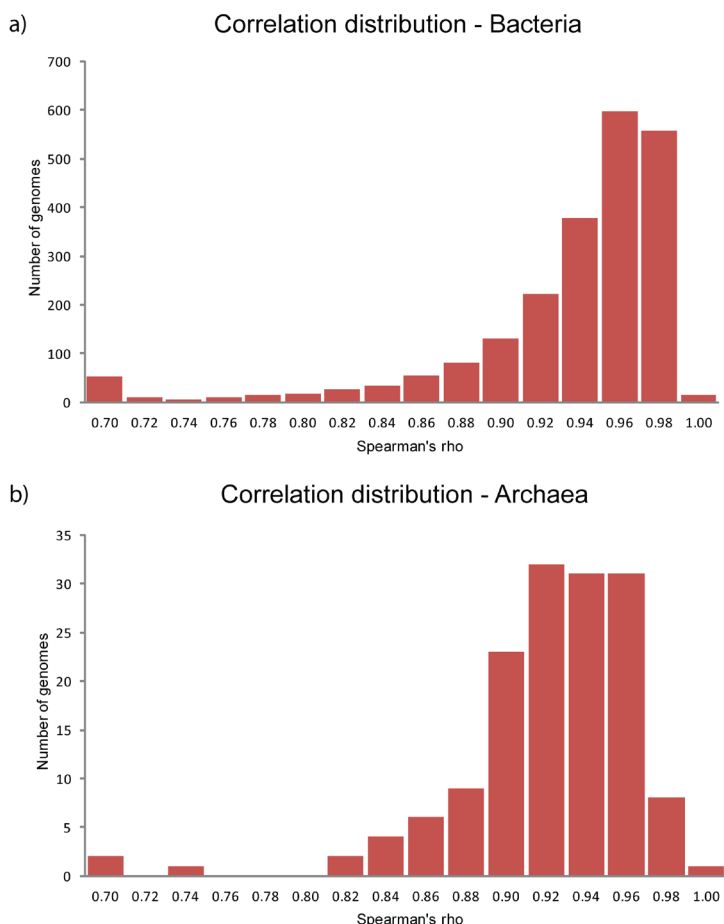 a)
Correlation distribution - Bacteria
700
600
500
400
300
200
100
0
Number of genomes
0.70 0.72 0.74 0.76 0.78 0.80 0.82 0.84 0.86 0.88 0.90 0.92 0.94 0.96 0.98 1.00
Spearman's rho
b)
Correlation distribution - Archaea
35
30
25
20
15
10
5
0
Number of genomes
0.70 0.72 0.74 0.76 0.78 0.80 0.82 0.84 0.86 0.88 0.90 0.92 0.94 0.96 0.98 1.00
Spearman's rho